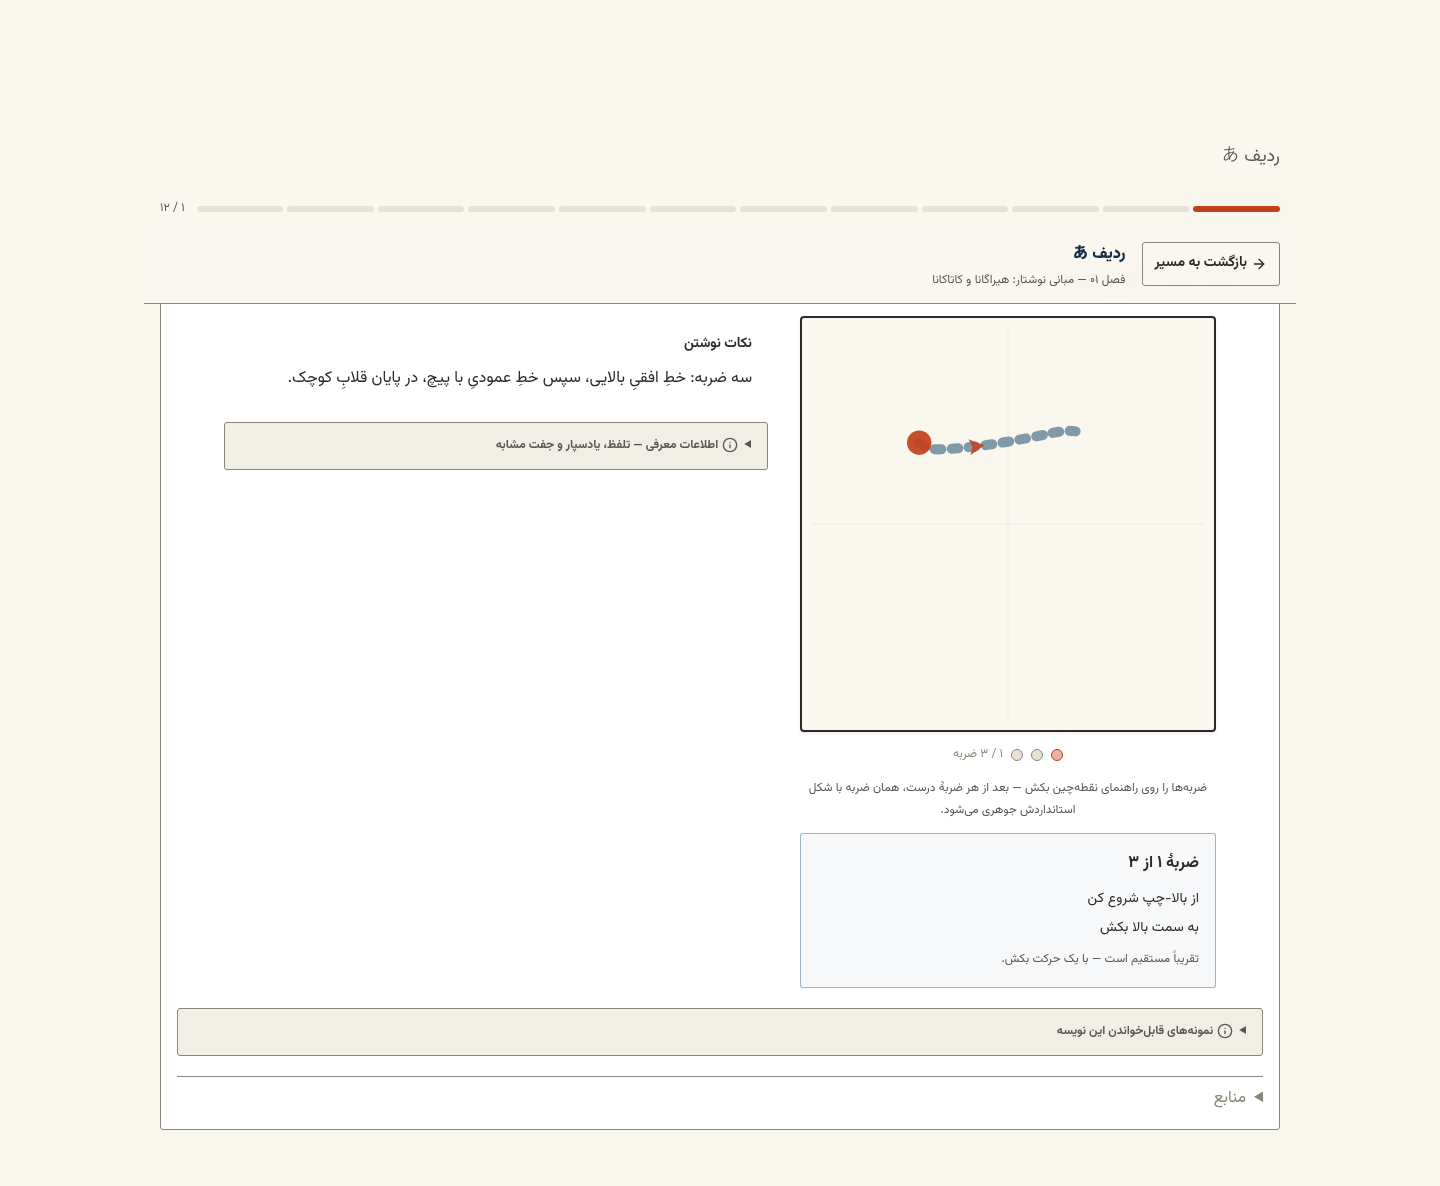 ردیف あ
۱ / ۱۲
بازگشت به مسیر
ردیف あ
فصل ۰۱ — مبانی نوشتار: هیراگانا و کاتاکانا
۱ / ۳ ضربه
ضربه‌ها را روی راهنمای نقطه‌چین بکش — بعد از هر ضربهٔ درست، همان ضربه با شکل
استانداردش جوهری می‌شود.
ضربهٔ ۱ از ۳
از بالا-چپ شروع کن
به سمت بالا بکش
تقریباً مستقیم است — با یک حرکت بکش.
نکات نوشتن
سه ضربه: خطِ افقیِ بالایی، سپس خطِ عمودیِ با پیچ، در پایان قلابِ کوچک.
اطلاعات معرفی — تلفظ، یادسپار و جفت مشابه
نمونه‌های قابل‌خواندن این نویسه
منابع